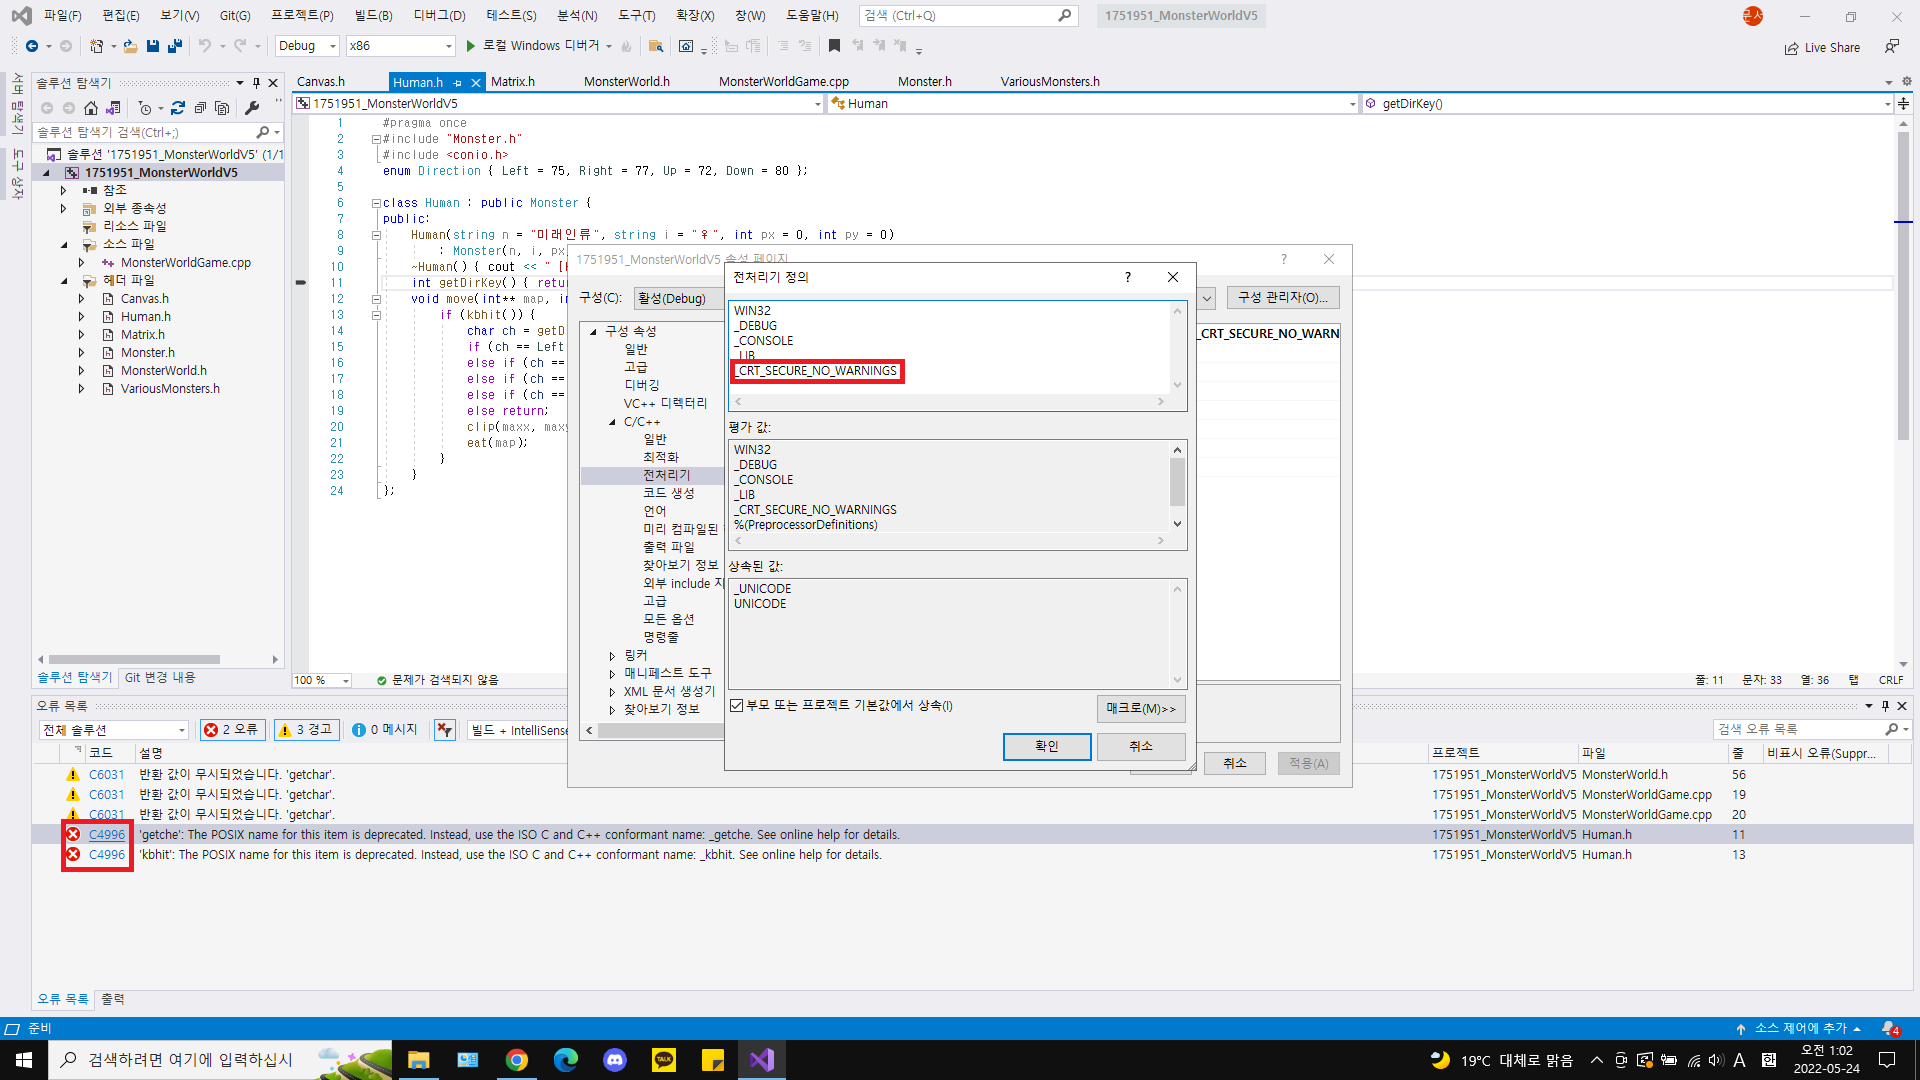 파일(F) 편집(E) 보기(V) Git(G) 프로젝트(P) 빌드(B) 디버그(D) 테스트(S) 분석(N) 도구(T) 확장(X) 창(W) 도움말(H) 검색 (Ctrl+Q) 1751951_MonsterWorldV5 문서
Debug x86 로컬 Windows 디버거 Live Share
서버 탐색기
도구 상자
솔루션 탐색기
솔루션 탐색기 검색(Ctrl+;)
솔루션 '1751951_MonsterWorldV5' (1/1
1751951_MonsterWorldV5
참조
외부 종속성
리소스 파일
소스 파일
MonsterWorldGame.cpp
헤더 파일
Canvas.h
Human.h
Matrix.h
Monster.h
MonsterWorld.h
VariousMonsters.h
솔루션 탐색기 Git 변경 내용
Canvas.h Human.h Matrix.h MonsterWorld.h MonsterWorldGame.cpp Monster.h VariousMonsters.h
1751951_MonsterWorldV5 Human getDirKey()
1 #pragma once
2 #include "Monster.h"
3 #include <conio.h>
4 enum Direction { Left = 75, Right = 77, Up = 72, Down = 80 };
5
6 class Human : public Monster {
7 public:
8 Human(string n = "미래인류", string i = "♀", int px = 0, int py = 0)
9 : Monster(n, i, px
10 ~Human() { cout << " [
11 int getDirKey() { retur
12 void move(int** map, in
13 if (kbhit()) {
14 char ch = getD
15 if (ch == Left
16 else if (ch ==
17 else if (ch ==
18 else if (ch ==
19 else return;
20 clip(maxx, maxy
21 eat(map);
22 }
23 }
24 };
100 % 문제가 검색되지 않음 줄: 11 문자: 33 열: 36 탭 CRLF
1751951_MonsterWorldV5 속성 페이지
구성(C): 활성(Debug) 구성 관리자(O)...
구성 속성
일반
고급
디버깅
VC++ 디렉터리
C/C++
일반
최적화
전처리기
코드 생성
언어
미리 컴파일된
출력 파일
찾아보기 정보
외부 include 지
고급
모든 옵션
명령줄
링커
매니페스트 도구
XML 문서 생성기
찾아보기 정보
_CRT_SECURE_NO_WARN
취소 적용(A)
전처리기 정의
WIN32
_DEBUG
_CONSOLE
_LIB
_CRT_SECURE_NO_WARNINGS
평가 값:
WIN32
_DEBUG
_CONSOLE
_LIB
_CRT_SECURE_NO_WARNINGS
%(PreprocessorDefinitions)
상속된 값:
_UNICODE
UNICODE
부모 또는 프로젝트 기본값에서 상속(I) 매크로(M)>>
확인 취소
오류 목록
전체 솔루션 2 오류 3 경고 0 메시지 빌드 + IntelliSense 검색 오류 목록
코드 설명 프로젝트 파일 줄 비표시 오류(Suppr...
C6031 반환 값이 무시되었습니다. 'getchar'. 1751951_MonsterWorldV5 MonsterWorld.h 56
C6031 반환 값이 무시되었습니다. 'getchar'. 1751951_MonsterWorldV5 MonsterWorldGame.cpp 19
C6031 반환 값이 무시되었습니다. 'getchar'. 1751951_MonsterWorldV5 MonsterWorldGame.cpp 20
C4996 'getche': The POSIX name for this item is deprecated. Instead, use the ISO C and C++ conformant name: _getche. See online help for details. 1751951_MonsterWorldV5 Human.h 11
C4996 'kbhit': The POSIX name for this item is deprecated. Instead, use the ISO C and C++ conformant name: _kbhit. See online help for details. 1751951_MonsterWorldV5 Human.h 13
오류 목록 출력
준비 소스 제어에 추가 4
검색하려면 여기에 입력하십시 TALK 19°C 대체로 맑음 A 한 오전 1:02
2022-05-24